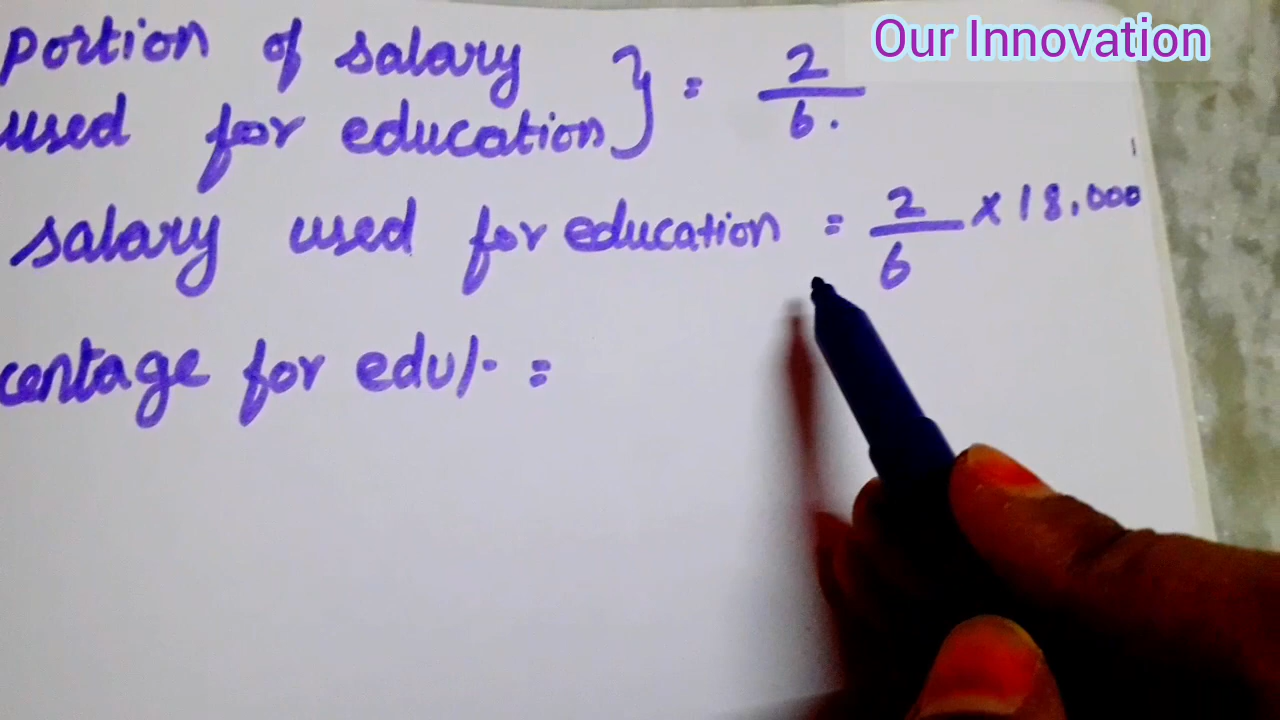 Our Innovation
portion of salary
used for education } = 2/6.
salary used for education = 2/6 x 18,000
centage for edu/. =